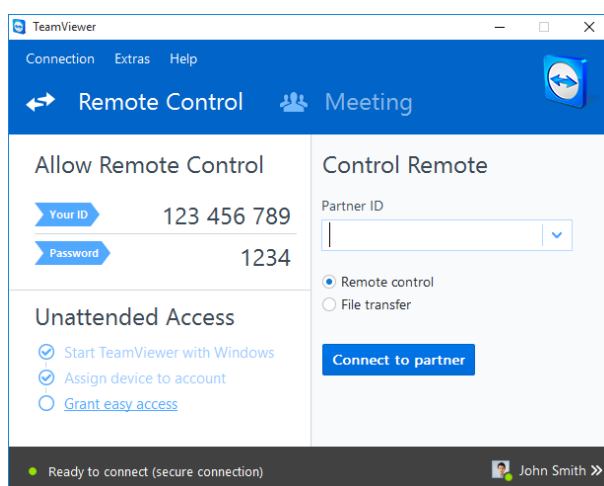 TeamViewer
Connection Extras Help
Remote Control Meeting
Allow Remote Control
Your ID 123 456 789
Password 1234
Unattended Access
Start TeamViewer with Windows
Assign device to account
Grant easy access
Control Remote
Partner ID
Remote control
File transfer
Connect to partner
Ready to connect (secure connection)
John Smith